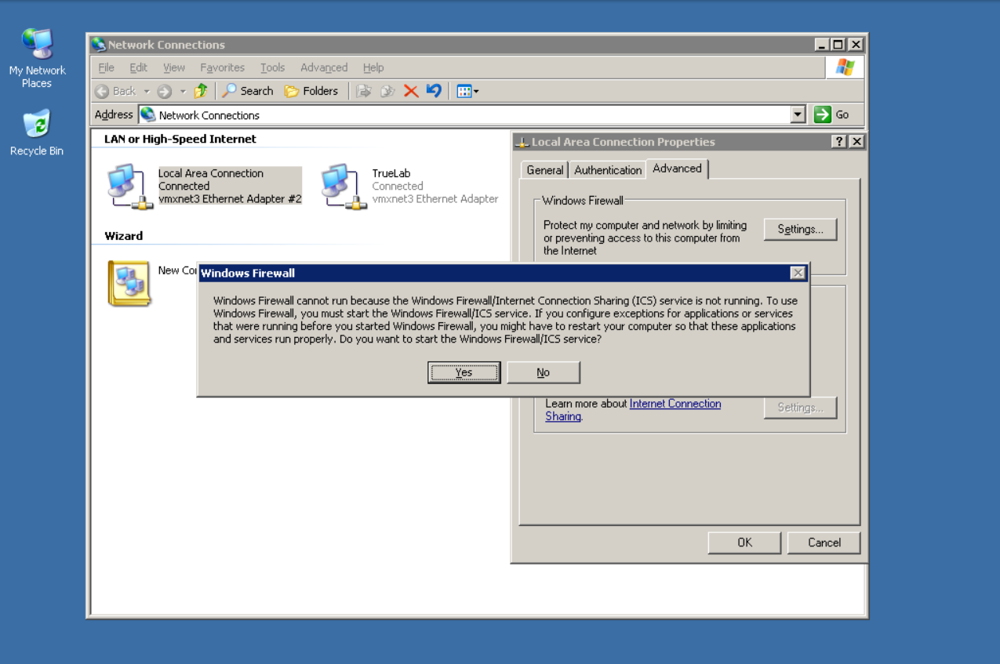 My Network
Places
Recycle Bin
Network Connections
File Edit View Favorites Tools Advanced Help
Back Search Folders
Address Network Connections Go
LAN or High-Speed Internet
Local Area Connection
Connected
vmxnet3 Ethernet Adapter #2
TrueLab
Connected
vmxnet3 Ethernet Adapter
Wizard
New Co
Local Area Connection Properties
General Authentication Advanced
Windows Firewall
Protect my computer and network by limiting
or preventing access to this computer from
the Internet
Settings...
Windows Firewall
Windows Firewall cannot run because the Windows Firewall/Internet Connection Sharing (ICS) service is not running. To use
Windows Firewall, you must start the Windows Firewall/ICS service. If you configure exceptions for applications or services
that were running before you started Windows Firewall, you might have to restart your computer so that these applications
and services run properly. Do you want to start the Windows Firewall/ICS service?
Yes No
Learn more about Internet Connection
Sharing.
Settings...
OK Cancel